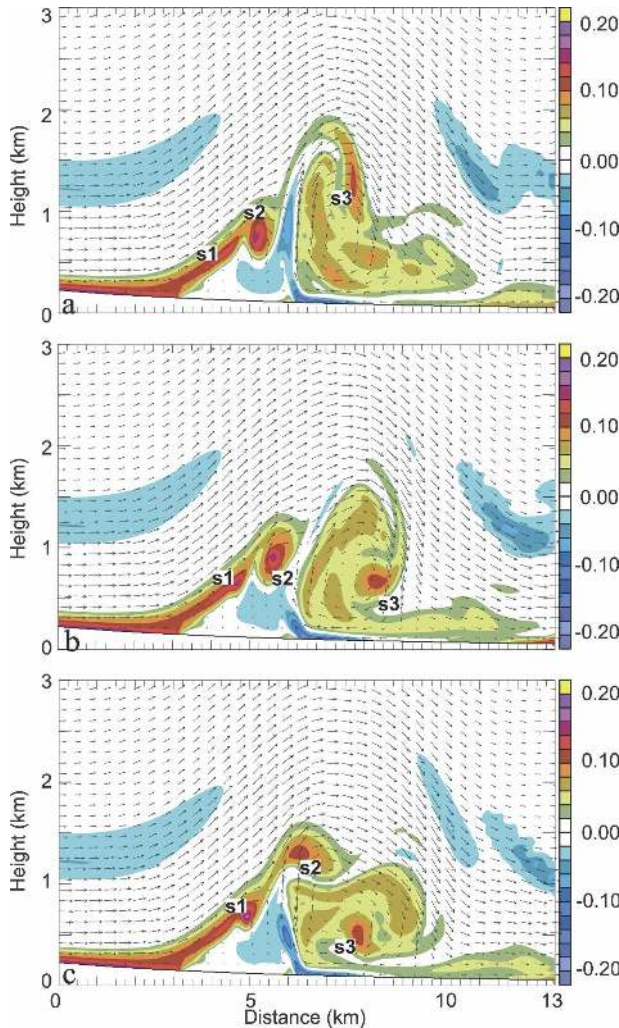 3 0.20
2
0.10
Height (km)
s3
s2
1 0.00
s1
-0.10
a
0 -0.20
3 0.20
2
0.10
Height (km)
1 0.00
s1
s2
s3
-0.10
b
0 -0.20
3 0.20
2
0.10
Height (km)
s2
1 0.00
s1
s3
-0.10
c
0 -0.20
0 5 10 13
Distance (km)